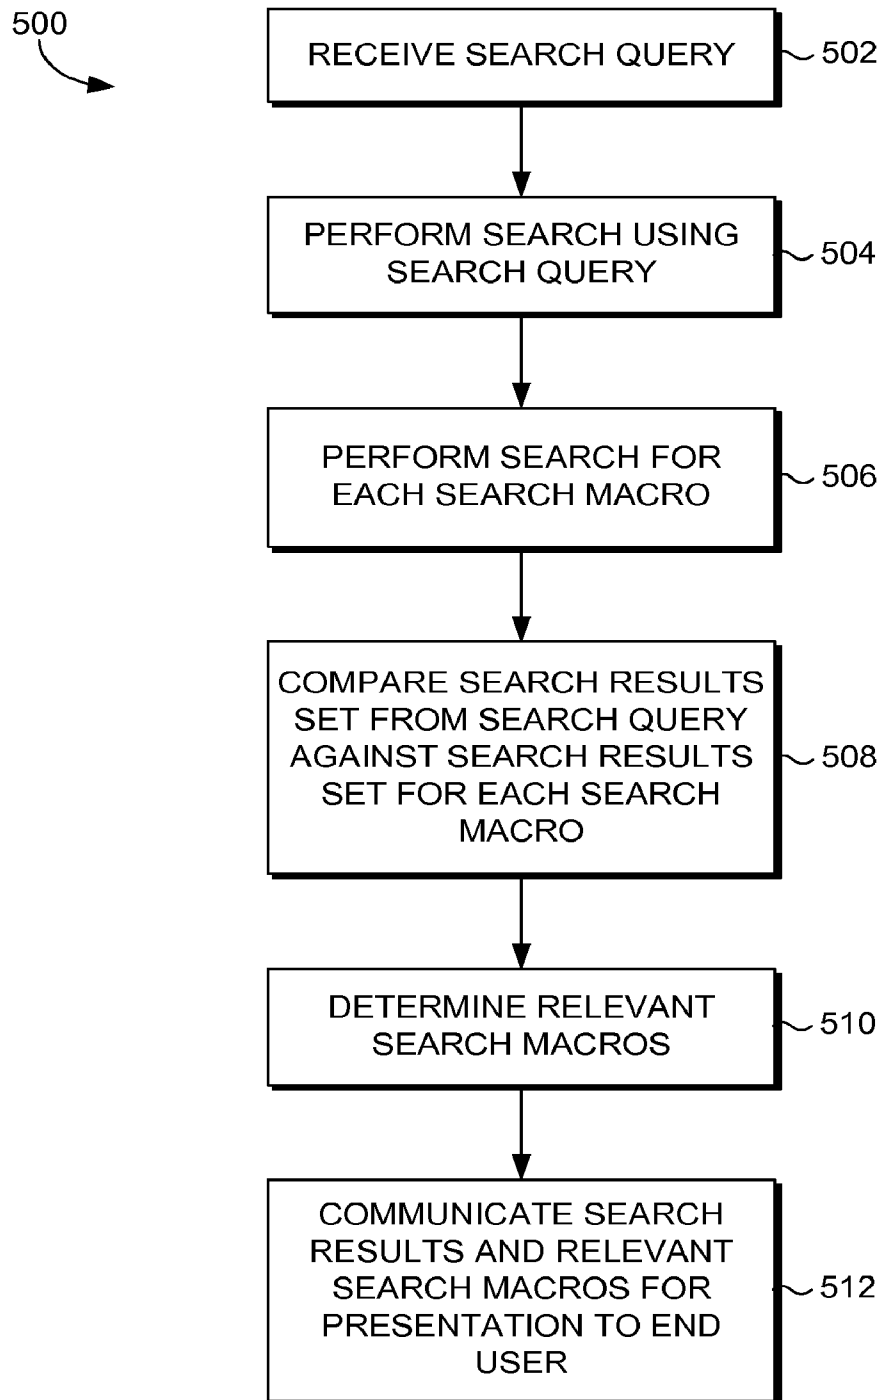 500
RECEIVE SEARCH QUERY
502
PERFORM SEARCH USING
SEARCH QUERY
504
PERFORM SEARCH FOR
EACH SEARCH MACRO
506
COMPARE SEARCH RESULTS
SET FROM SEARCH QUERY
AGAINST SEARCH RESULTS
SET FOR EACH SEARCH
MACRO
508
DETERMINE RELEVANT
SEARCH MACROS
510
COMMUNICATE SEARCH
RESULTS AND RELEVANT
SEARCH MACROS FOR
PRESENTATION TO END
USER
512